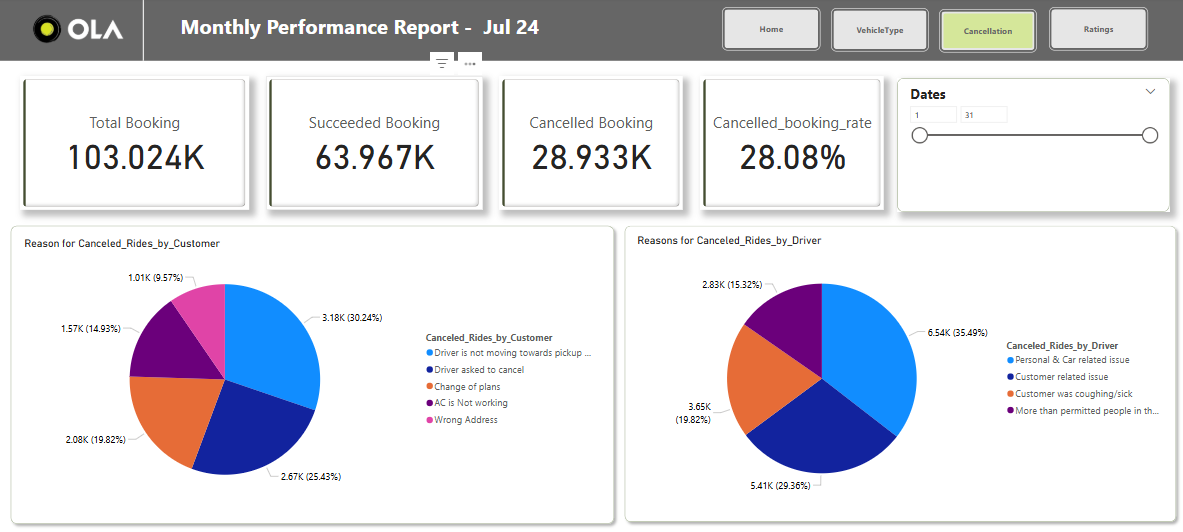 OLA
Monthly Performance Report - Jul 24
Home
VehicleType
Cancellation
Ratings
Total Booking
103.024K
Succeeded Booking
63.967K
Cancelled Booking
28.933K
Cancelled_booking_rate
28.08%
Dates
1
31
Reason for Canceled_Rides_by_Customer
1.01K (9.57%)
1.57K (14.93%)
2.08K (19.82%)
3.18K (30.24%)
2.67K (25.43%)
Canceled_Rides_by_Customer
Driver is not moving towards pickup ...
Driver asked to cancel
Change of plans
AC is Not working
Wrong Address
Reasons for Canceled_Rides_by_Driver
2.83K (15.32%)
3.65K
(19.82%)
6.54K (35.49%)
5.41K (29.36%)
Canceled_Rides_by_Driver
Personal & Car related issue
Customer related issue
Customer was coughing/sick
More than permitted people in th...